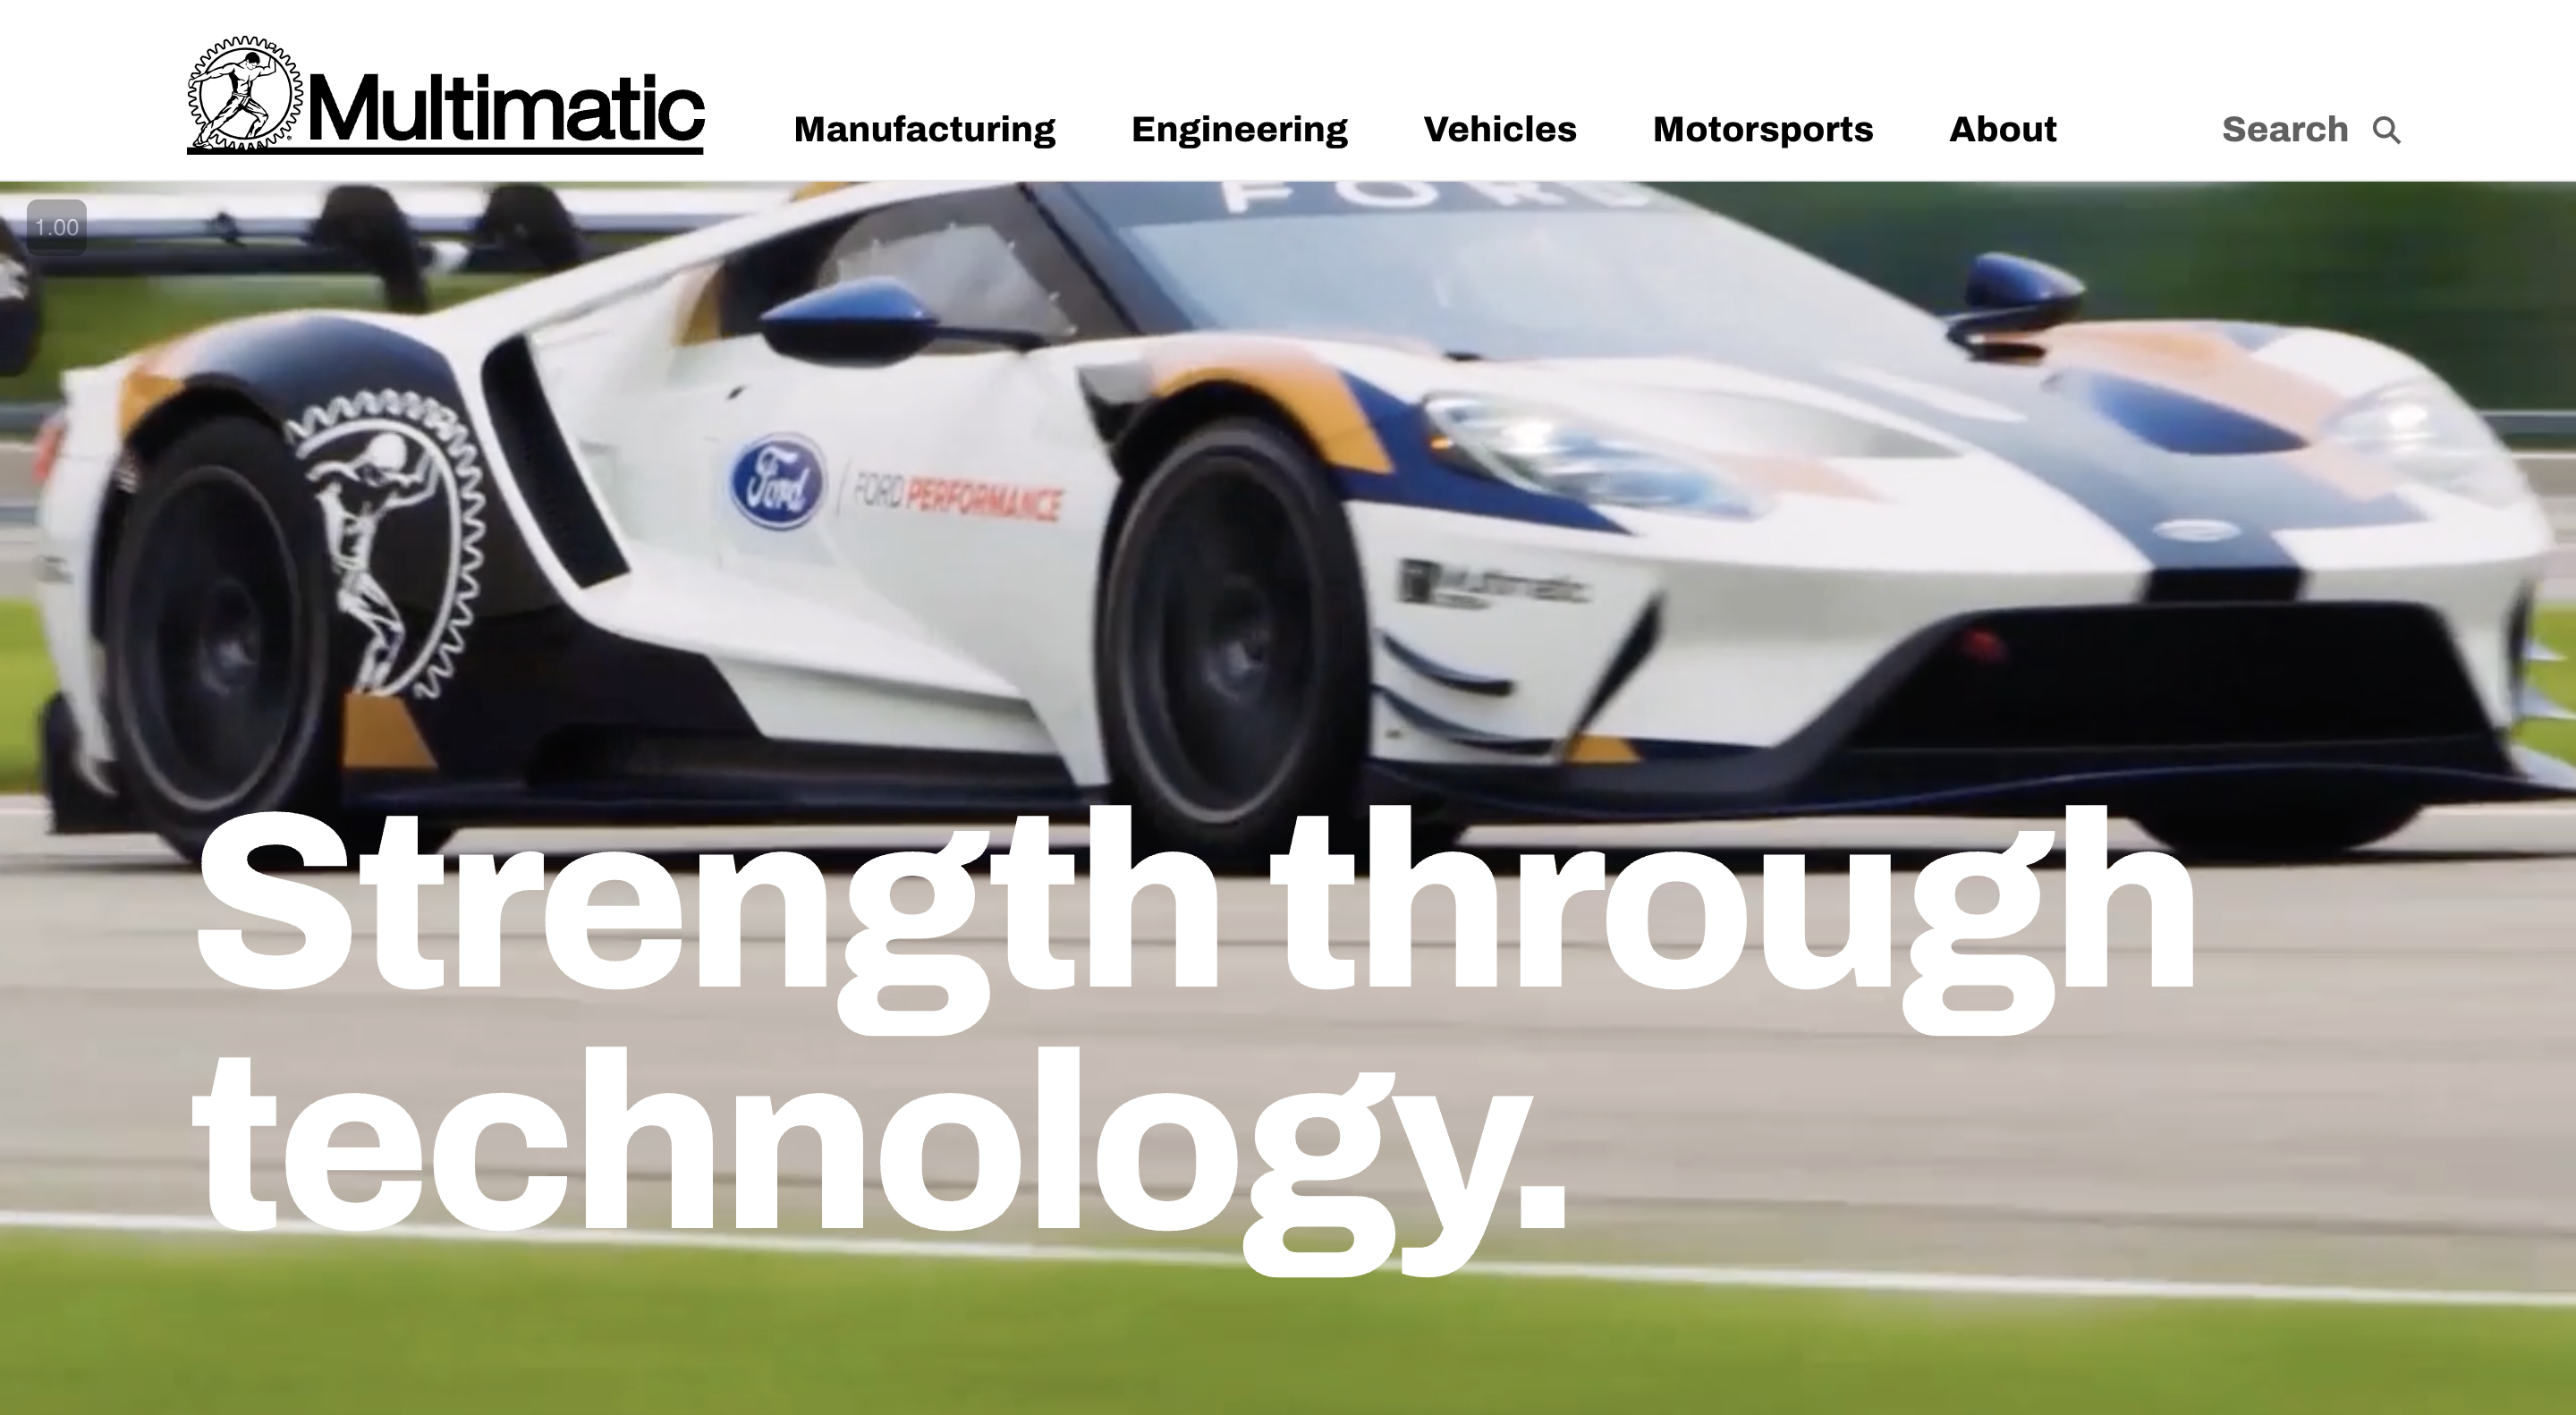 Multimatic
Manufacturing
Engineering
Vehicles
Motorsports
About
Search
1.00
FORD
Ford
FORD PERFORMANCE
Multimatic
Strength through
technology.